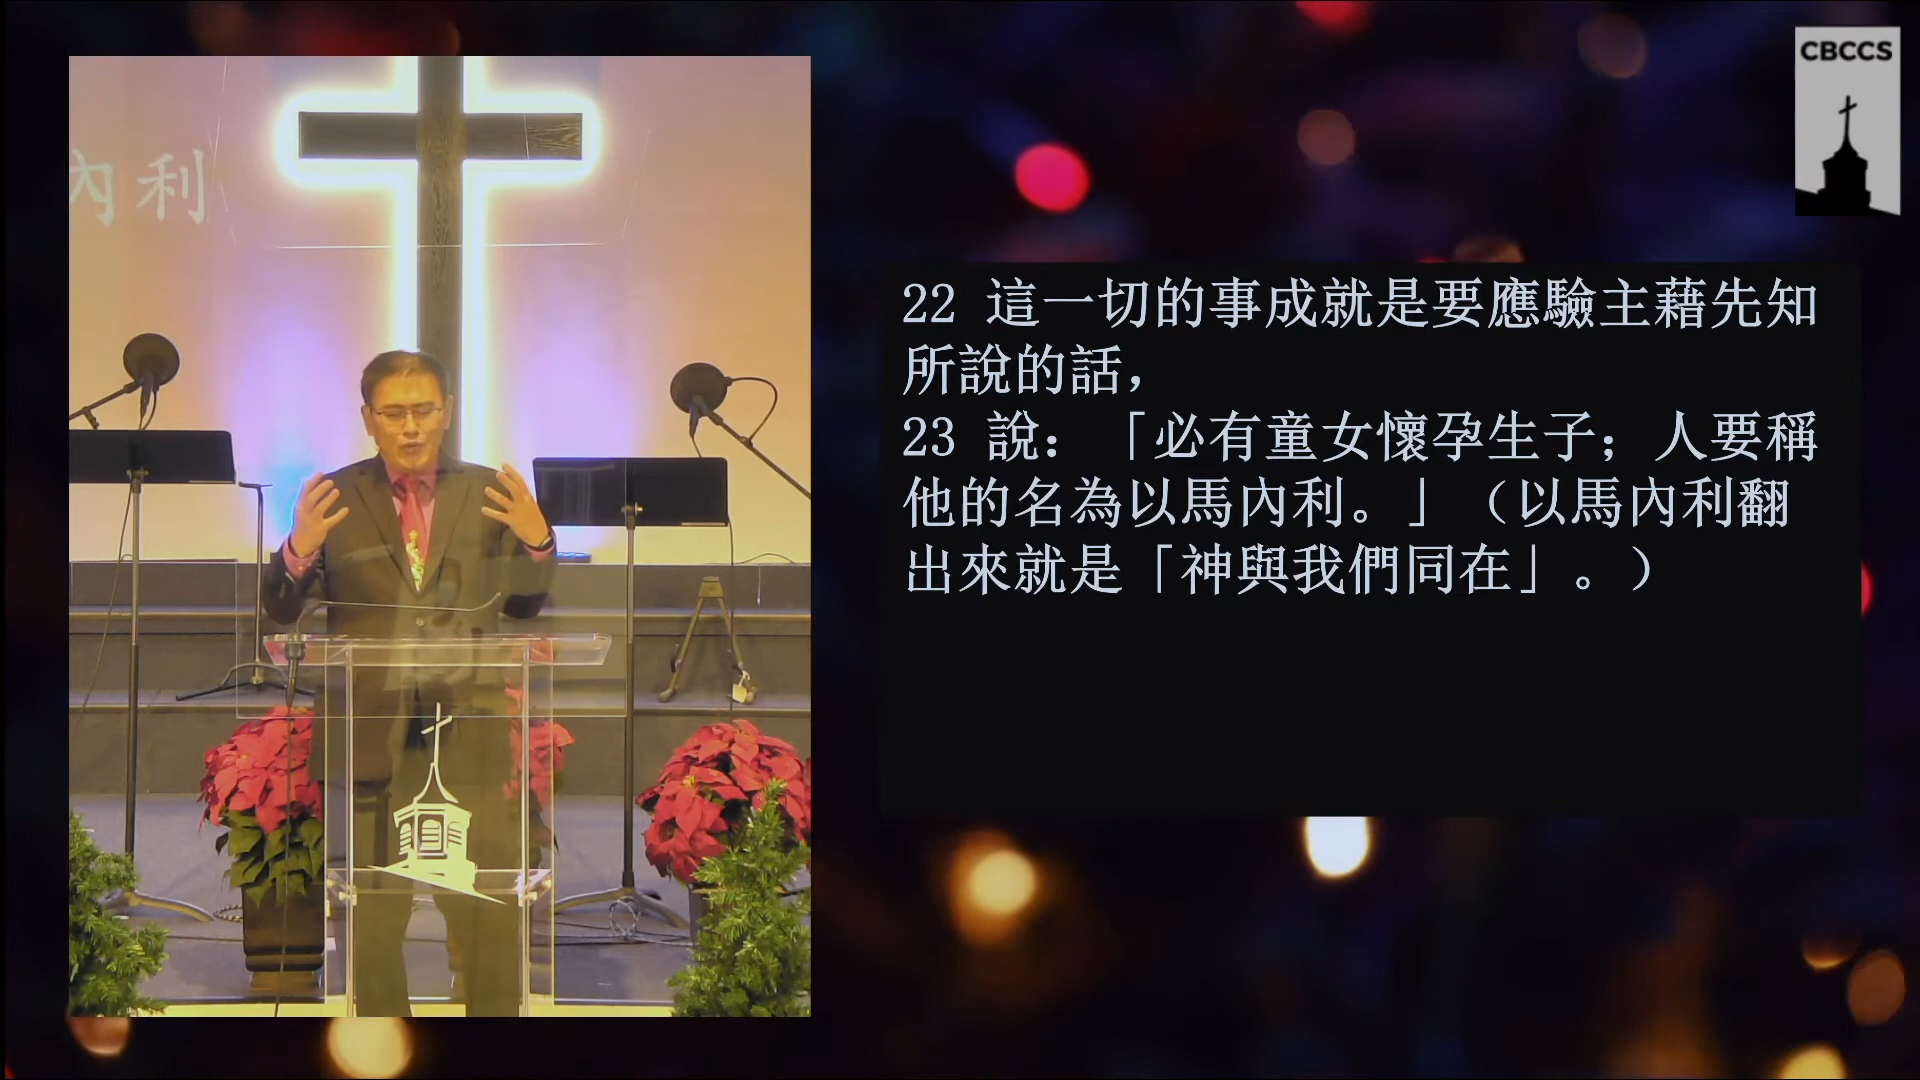 內利
CBCCS
22 這一切的事成就是要應驗主藉先知
所說的話，
23 說：「必有童女懷孕生子；人要稱
他的名為以馬內利。」（以馬內利翻
出來就是「神與我們同在」。）